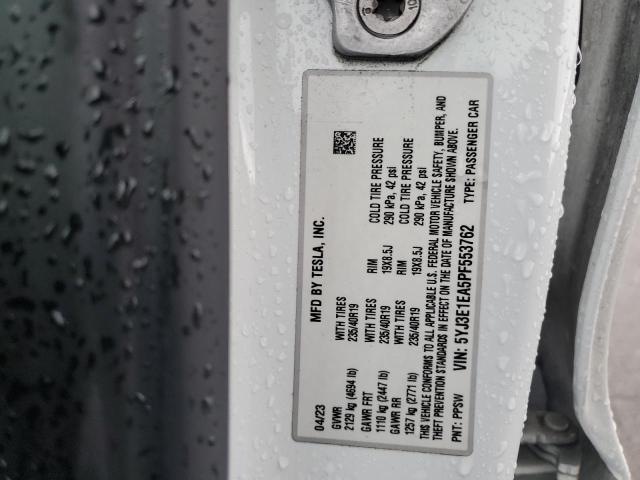 MFD BY TESLA, INC.
04/23
GVWR WITH TIRES RIM COLD TIRE PRESSURE
2129 kg (4694 lb) 235/40R19 19X8.5J 290 kPa, 42 psi
GAWR FRT WITH TIRES RIM COLD TIRE PRESSURE
1110 kg (2447 lb) 235/40R19 19X8.5J 290 kPa, 42 psi
GAWR RR
1257 kg (2771 lb) 235/40R19
THIS VEHICLE CONFORMS TO ALL APPLICABLE U.S. FEDERAL MOTOR VEHICLE SAFETY, BUMPER, AND
THEFT PREVENTION STANDARDS IN EFFECT ON THE DATE OF MANUFACTURE SHOWN ABOVE.
VIN: 5YJ3E1EA5PF553762
PNT: PPSW TYPE: PASSENGER CAR
10